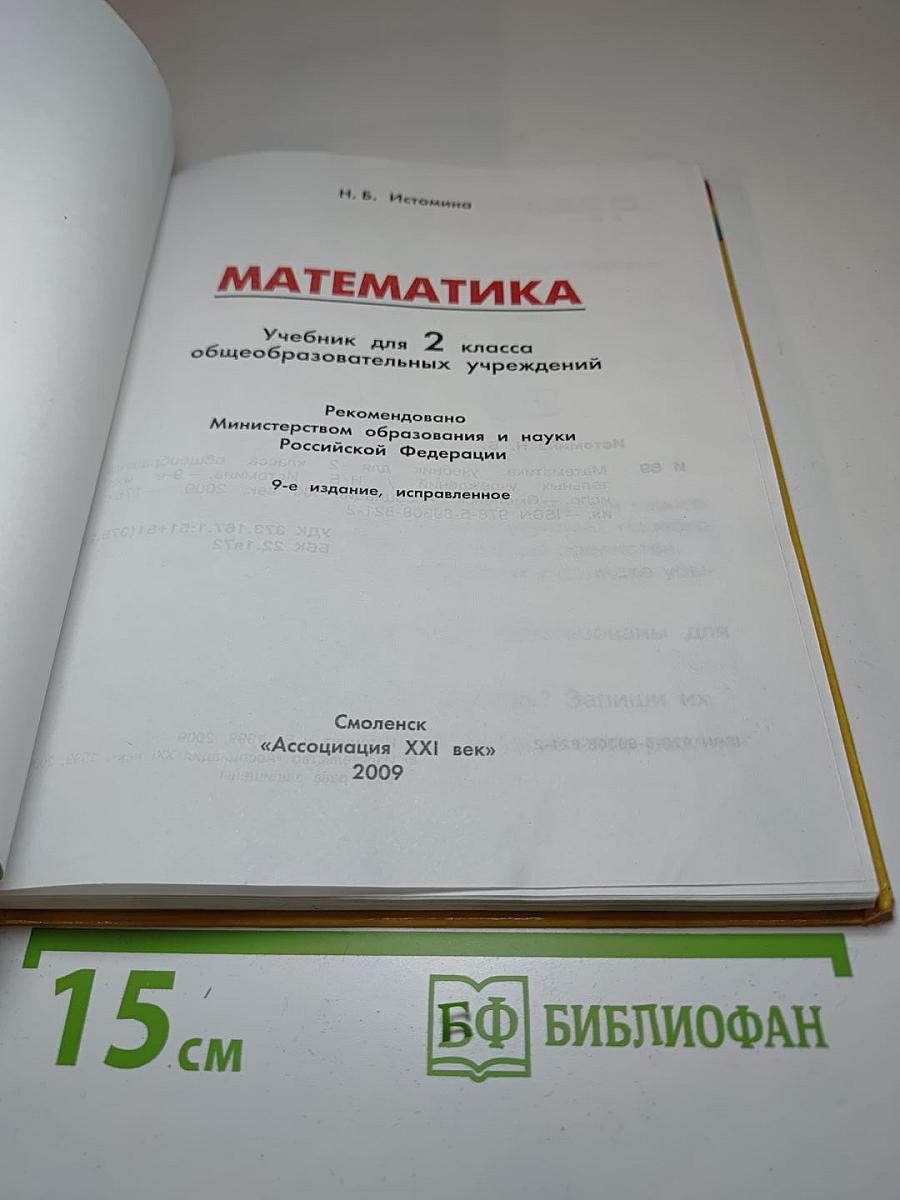 Н. Б. Истомина
МАТЕМАТИКА
Учебник для 2 класса
общеобразовательных учреждений
Рекомендовано
Министерством образования и науки
Российской Федерации
9-е издание, исправленное
Смоленск
«Ассоциация XXI век»
2009
15 см
БФ БИБЛИОФАН